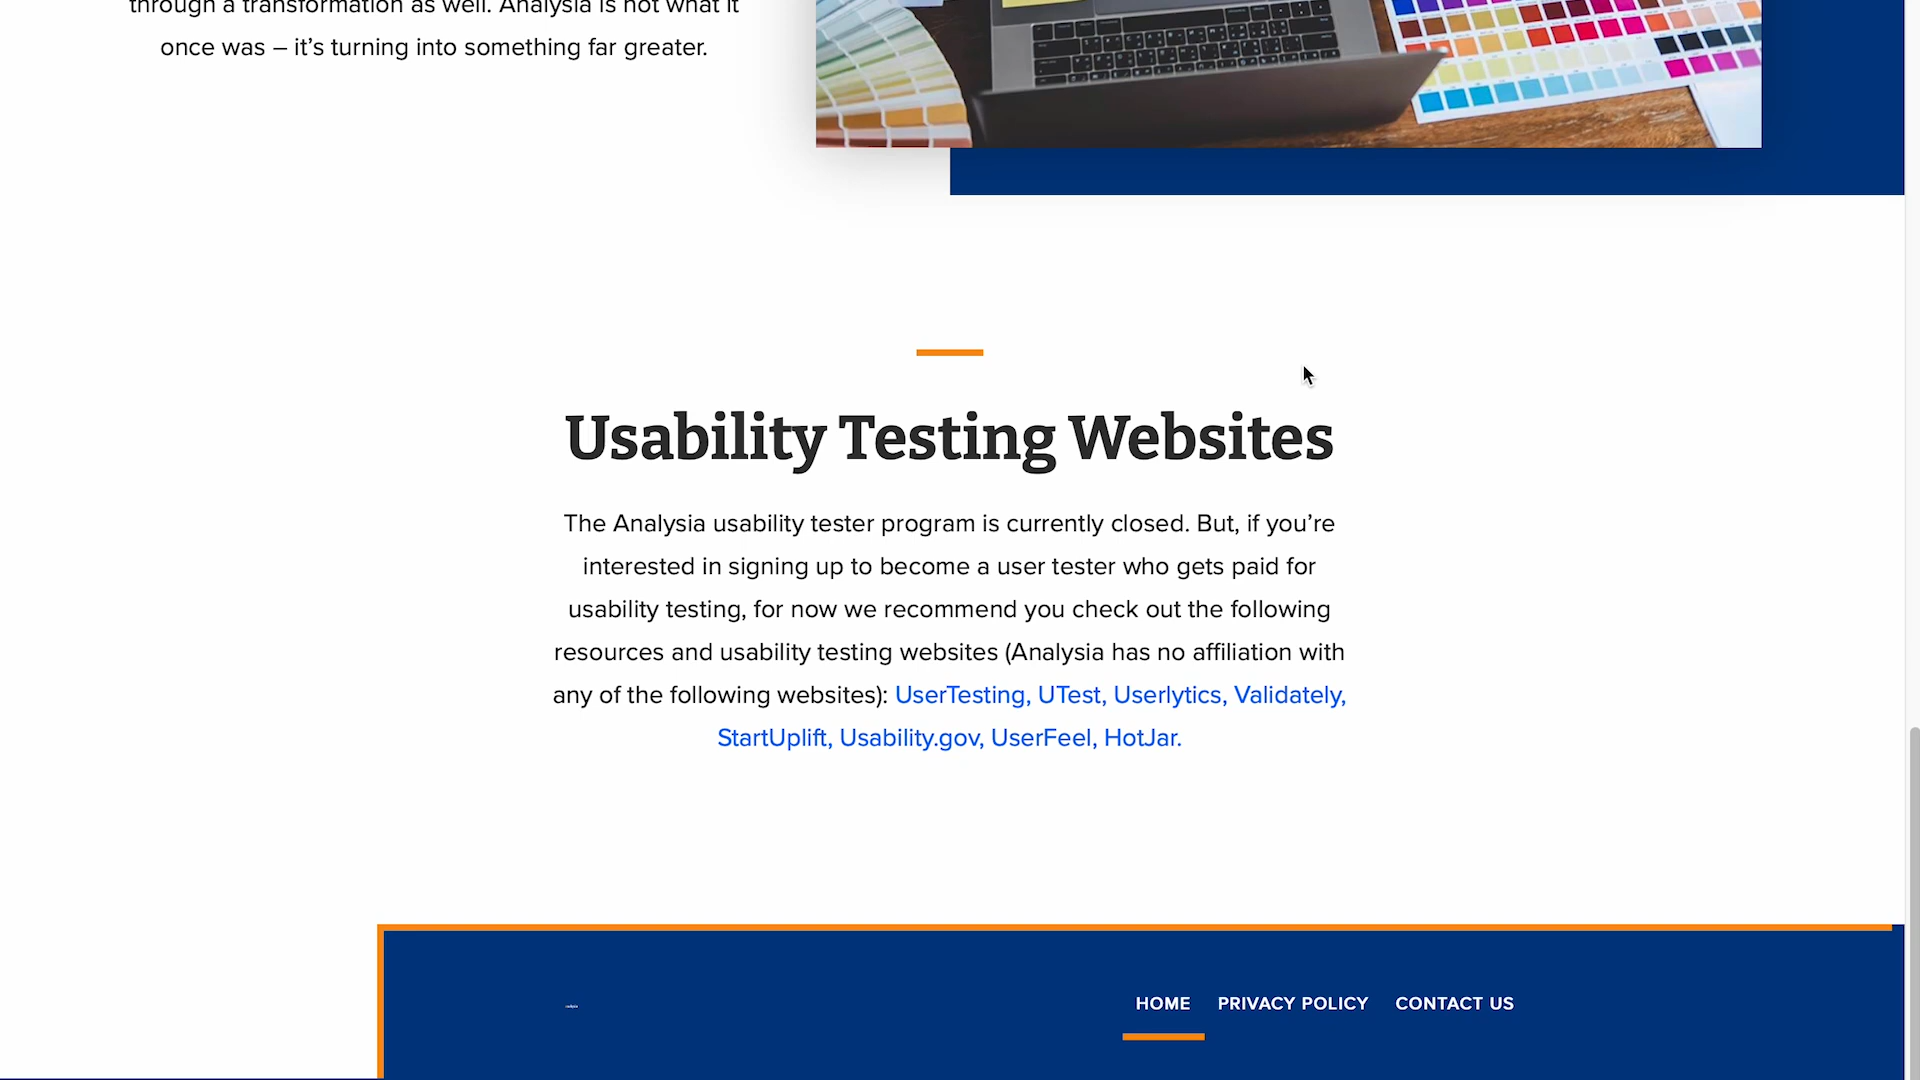 through a transformation as well. Analysia is not what it
once was – it’s turning into something far greater.
Usability Testing Websites
The Analysia usability tester program is currently closed. But, if you’re
interested in signing up to become a user tester who gets paid for
usability testing, for now we recommend you check out the following
resources and usability testing websites (Analysia has no affiliation with
any of the following websites): UserTesting, UTest, Userlytics, Validately,
StartUplift, Usability.gov, UserFeel, HotJar.
HOME PRIVACY POLICY CONTACT US